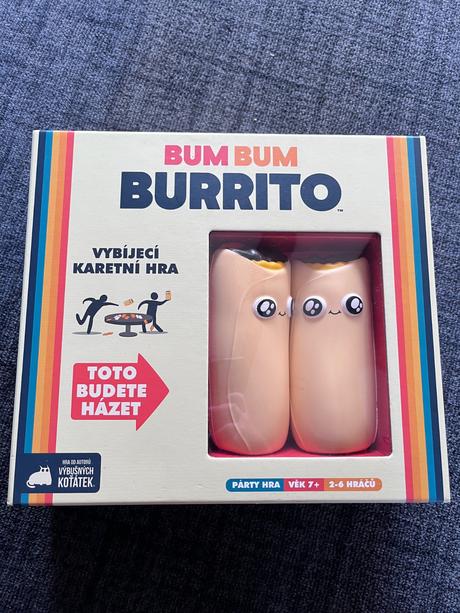 BUM BUM
BURRITO™
VYBÍJECÍ
KARETNÍ HRA
TOTO
BUDETE
HÁZET
HRA OD AUTORŮ
VÝBUŠNÝCH
KOŤÁTEK
PÁRTY HRA VĚK 7+ 2-6 HRÁČŮ